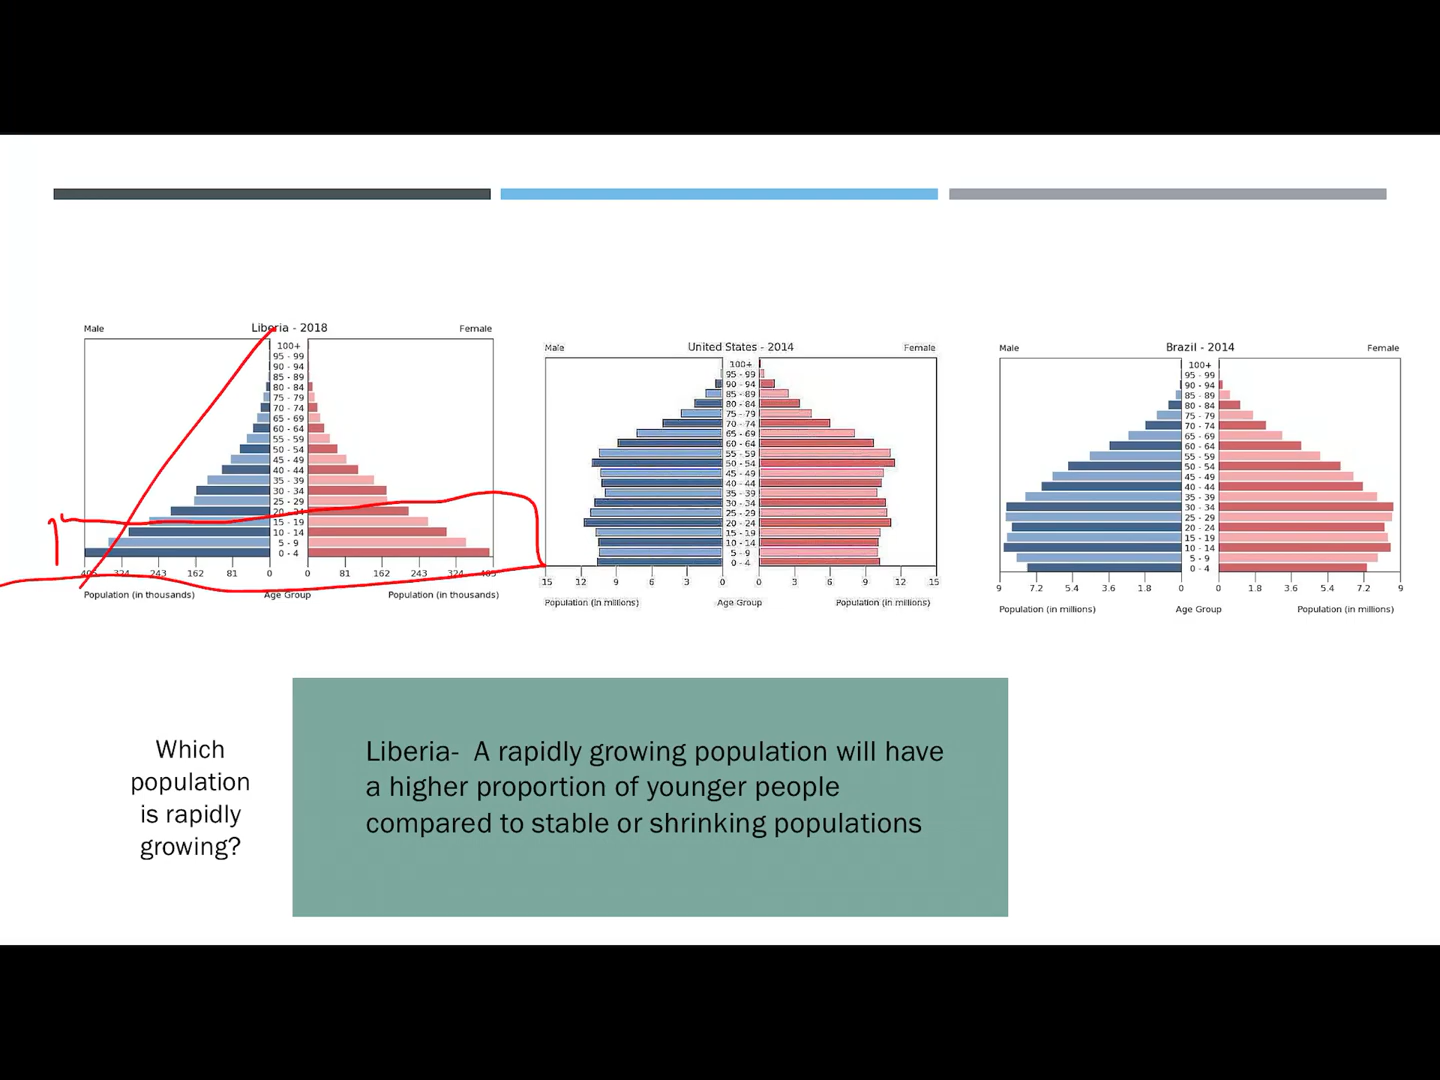 Male
Liberia - 2018
Female
100+
95 - 99
90 - 94
85 - 89
80 - 84
75 - 79
70 - 74
65 - 69
60 - 64
55 - 59
50 - 54
45 - 49
40 - 44
35 - 39
30 - 34
25 - 29
20 - 24
15 - 19
10 - 14
5 - 9
0 - 4
405 324 243 162 81 0 0 81 162 243 324 405
Population (in thousands) Age Group Population (in thousands)
Male
United States - 2014
Female
100+
95 - 99
90 - 94
85 - 89
80 - 84
75 - 79
70 - 74
65 - 69
60 - 64
55 - 59
50 - 54
45 - 49
40 - 44
35 - 39
30 - 34
25 - 29
20 - 24
15 - 19
10 - 14
5 - 9
0 - 4
15 12 9 6 3 0 0 3 6 9 12 15
Population (in millions) Age Group Population (in millions)
Male
Brazil - 2014
Female
100+
95 - 99
90 - 94
85 - 89
80 - 84
75 - 79
70 - 74
65 - 69
60 - 64
55 - 59
50 - 54
45 - 49
40 - 44
35 - 39
30 - 34
25 - 29
20 - 24
15 - 19
10 - 14
5 - 9
0 - 4
9 7.2 5.4 3.6 1.8 0 0 1.8 3.6 5.4 7.2 9
Population (in millions) Age Group Population (in millions)
Which
population
is rapidly
growing?
Liberia- A rapidly growing population will have
a higher proportion of younger people
compared to stable or shrinking populations